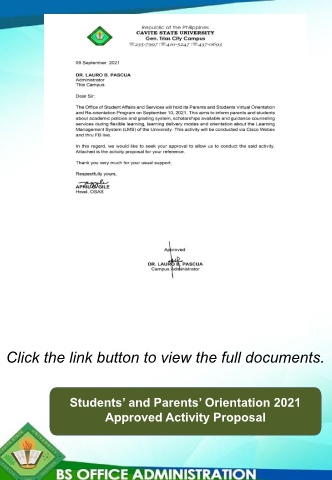 Republic of the Philippines
CAVITE STATE UNIVERSITY
Gen. Trias City Campus
☏235-7997 ☏410-5247 ☏437-0693
09 September 2021
DR. LAURO B. PASCUA
Administrator
This Campus
Dear Sir:
The Office of Student Affairs and Services will hold its Parents and Students Virtual Orientation
and Re-orientation Program on September 10, 2021. This aims to inform parents and students
about academic policies and grading system, scholarships available and guidance counseling
services during flexible learning, learning delivery modes and orientation about the Learning
Management System (LMS) of the University. This activity will be conducted via Cisco Webex
and thru FB live.
In this regard, we would like to seek your approval to allow us to conduct the said activity.
Attached is the activity proposal for your reference.
Thank you very much for your usual support.
Respectfully yours,
Head, OSAS
Approved
DR. LAURO B. PASCUA
Campus Administrator
Click the link button to view the full documents.
Students’ and Parents’ Orientation 2021
Approved Activity Proposal
BS OFFICE ADMINISTRATION